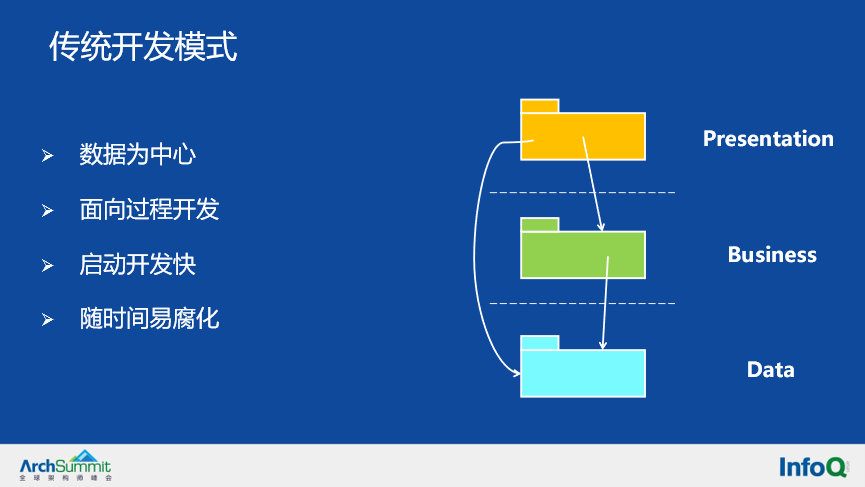 传统开发模式
数据为中心
面向过程开发
启动开发快
随时间易腐化
Presentation
Business
Data
ArchSummit
全球架构师峰会
InfoQ